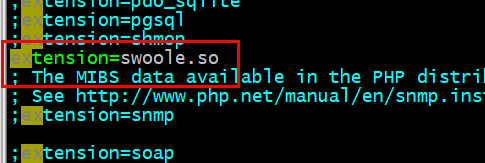 ;extension=pdo_sqlite
;extension=pgsql
;extension=shmop
extension=swoole.so
; The MIBS data available in the PHP distri
; See http://www.php.net/manual/en/snmp.ins
;extension=snmp
;extension=soap